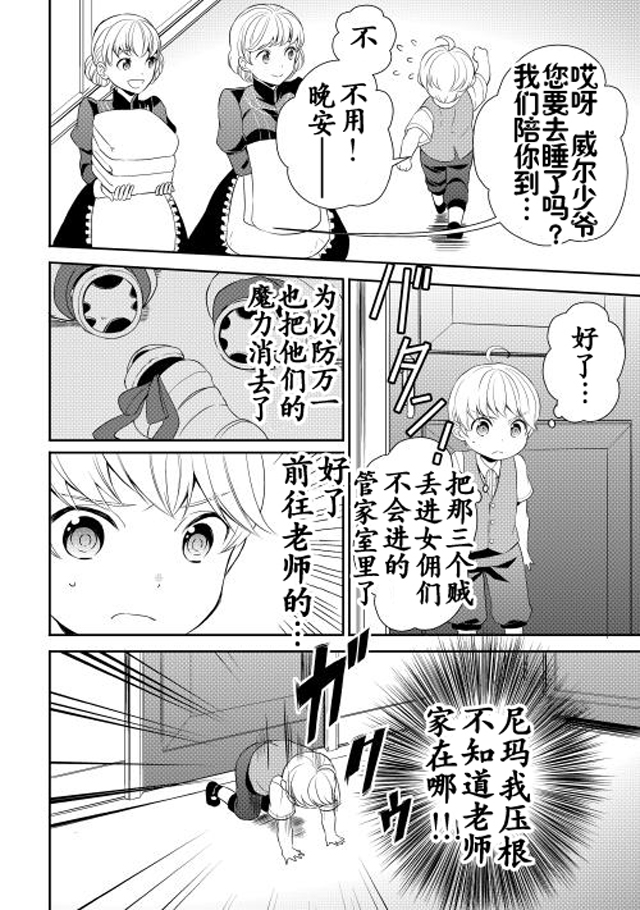 哎呀 威尔少爷
您要去睡了吗？
我们陪你到…
不
不用！
晚安——
好了…
バタン！
把那三个贼
丢进女佣们
不会进的
管家室里了
为以防万一
也把他们的
魔力消去了
好了
前往老师的…
尼玛我压根
不知道老师
家在哪!!!
ガクッ